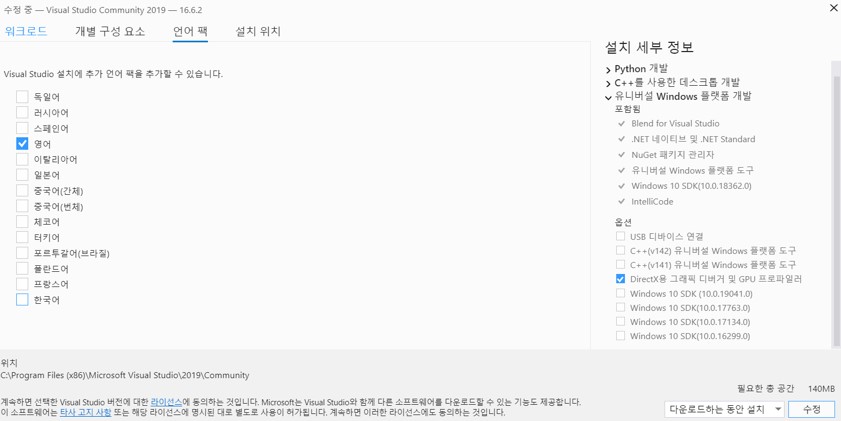 수정 중 — Visual Studio Community 2019 — 16.6.2
워크로드 개별 구성 요소 언어 팩 설치 위치
Visual Studio 설치에 추가 언어 팩을 추가할 수 있습니다.
독일어
러시아어
스페인어
영어
이탈리아어
일본어
중국어(간체)
중국어(번체)
체코어
터키어
포르투갈어(브라질)
폴란드어
프랑스어
한국어
설치 세부 정보
Python 개발
C++를 사용한 데스크톱 개발
유니버설 Windows 플랫폼 개발
포함됨
Blend for Visual Studio
.NET 네이티브 및 .NET Standard
NuGet 패키지 관리자
유니버설 Windows 플랫폼 도구
Windows 10 SDK(10.0.18362.0)
IntelliCode
옵션
USB 디바이스 연결
C++(v142) 유니버설 Windows 플랫폼 도구
C++(v141) 유니버설 Windows 플랫폼 도구
DirectX용 그래픽 디버거 및 GPU 프로파일러
Windows 10 SDK (10.0.19041.0)
Windows 10 SDK(10.0.17763.0)
Windows 10 SDK(10.0.17134.0)
Windows 10 SDK(10.0.16299.0)
위치
C:\Program Files (x86)\Microsoft Visual Studio\2019\Community
필요한 총 공간 140MB
계속하면 선택한 Visual Studio 버전에 대한 라이선스에 동의하는 것입니다. Microsoft는 Visual Studio와 함께 다른 소프트웨어를 다운로드할 수 있는 기능도 제공합니다.
이 소프트웨어는 타사 고지 사항 또는 해당 라이선스에 명시된 대로 별도로 사용이 허가됩니다. 계속하면 이러한 라이선스에도 동의하는 것입니다.
다운로드하는 동안 설치 수정